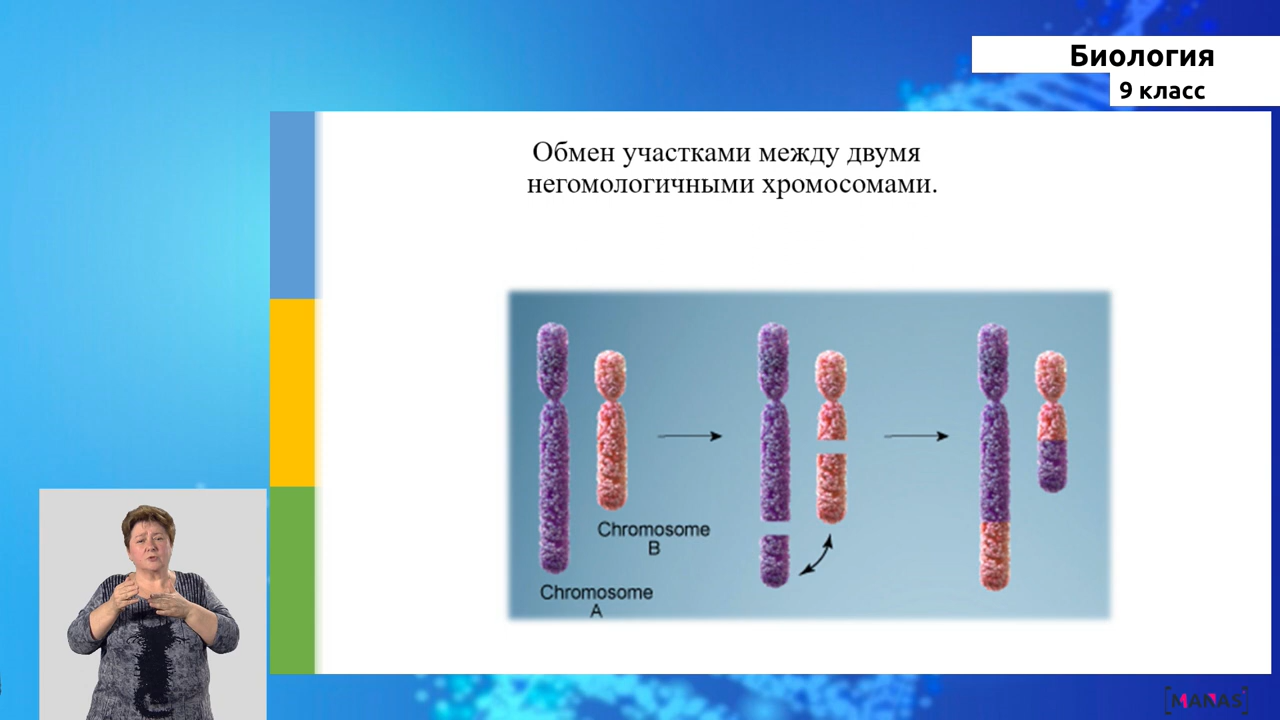 Биология
9 класс
Обмен участками между двумя
негомологичными хромосомами.
Chromosome
B
Chromosome
A
[MANAS]